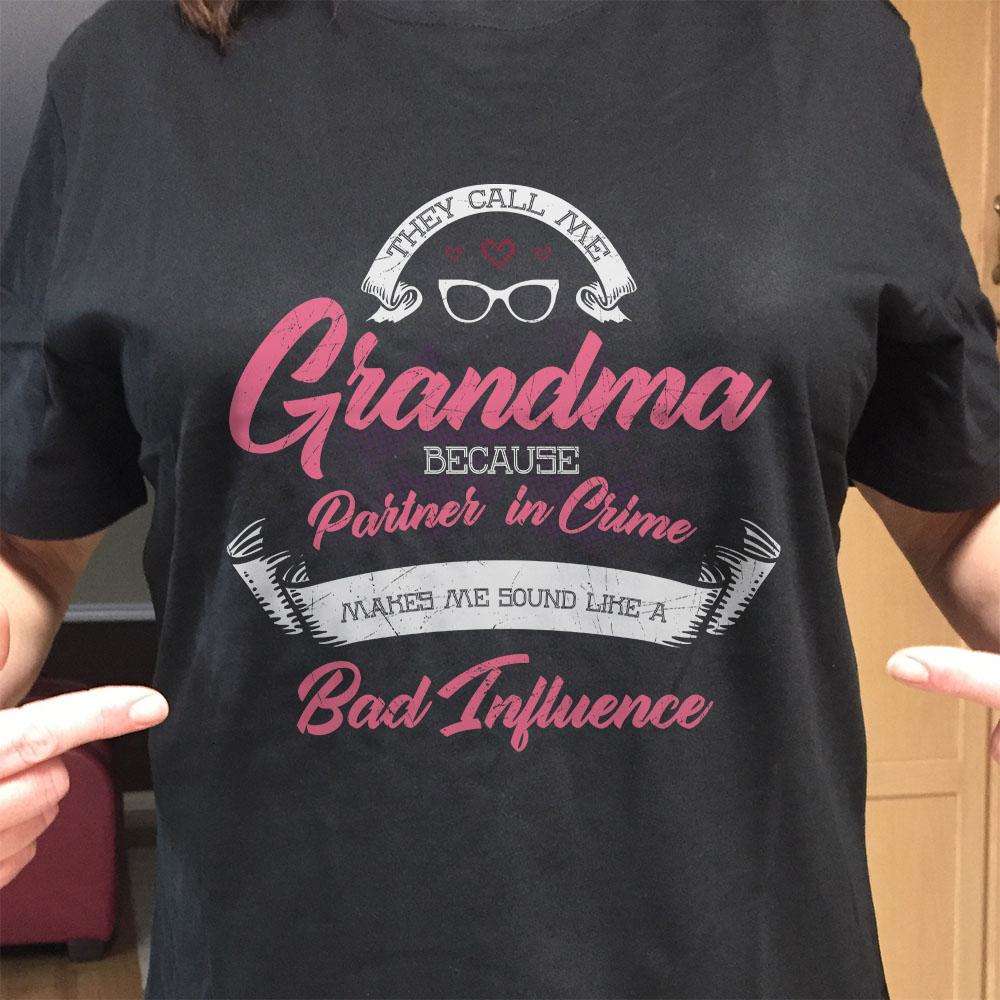 THEY CALL ME
Grandma
BECAUSE
Partner in Crime
MAKES ME SOUND LIKE A
Bad Influence